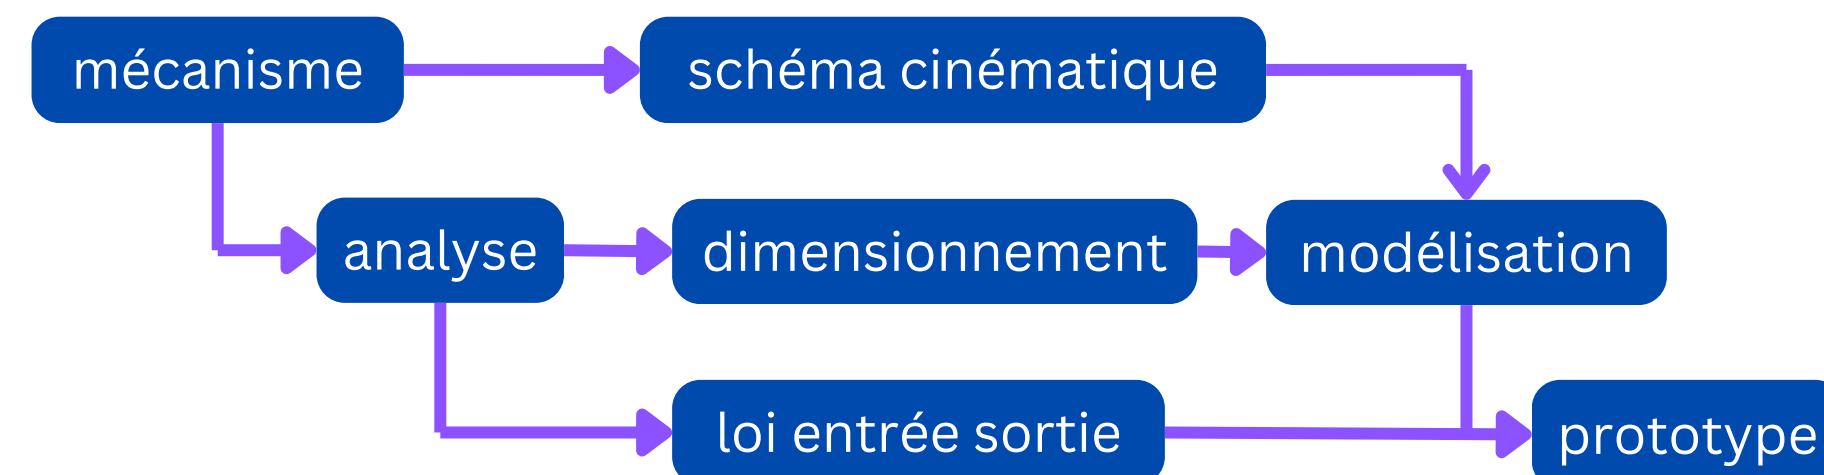 mécanisme
schéma cinématique
analyse
dimensionnement
modélisation
loi entrée sortie
prototype